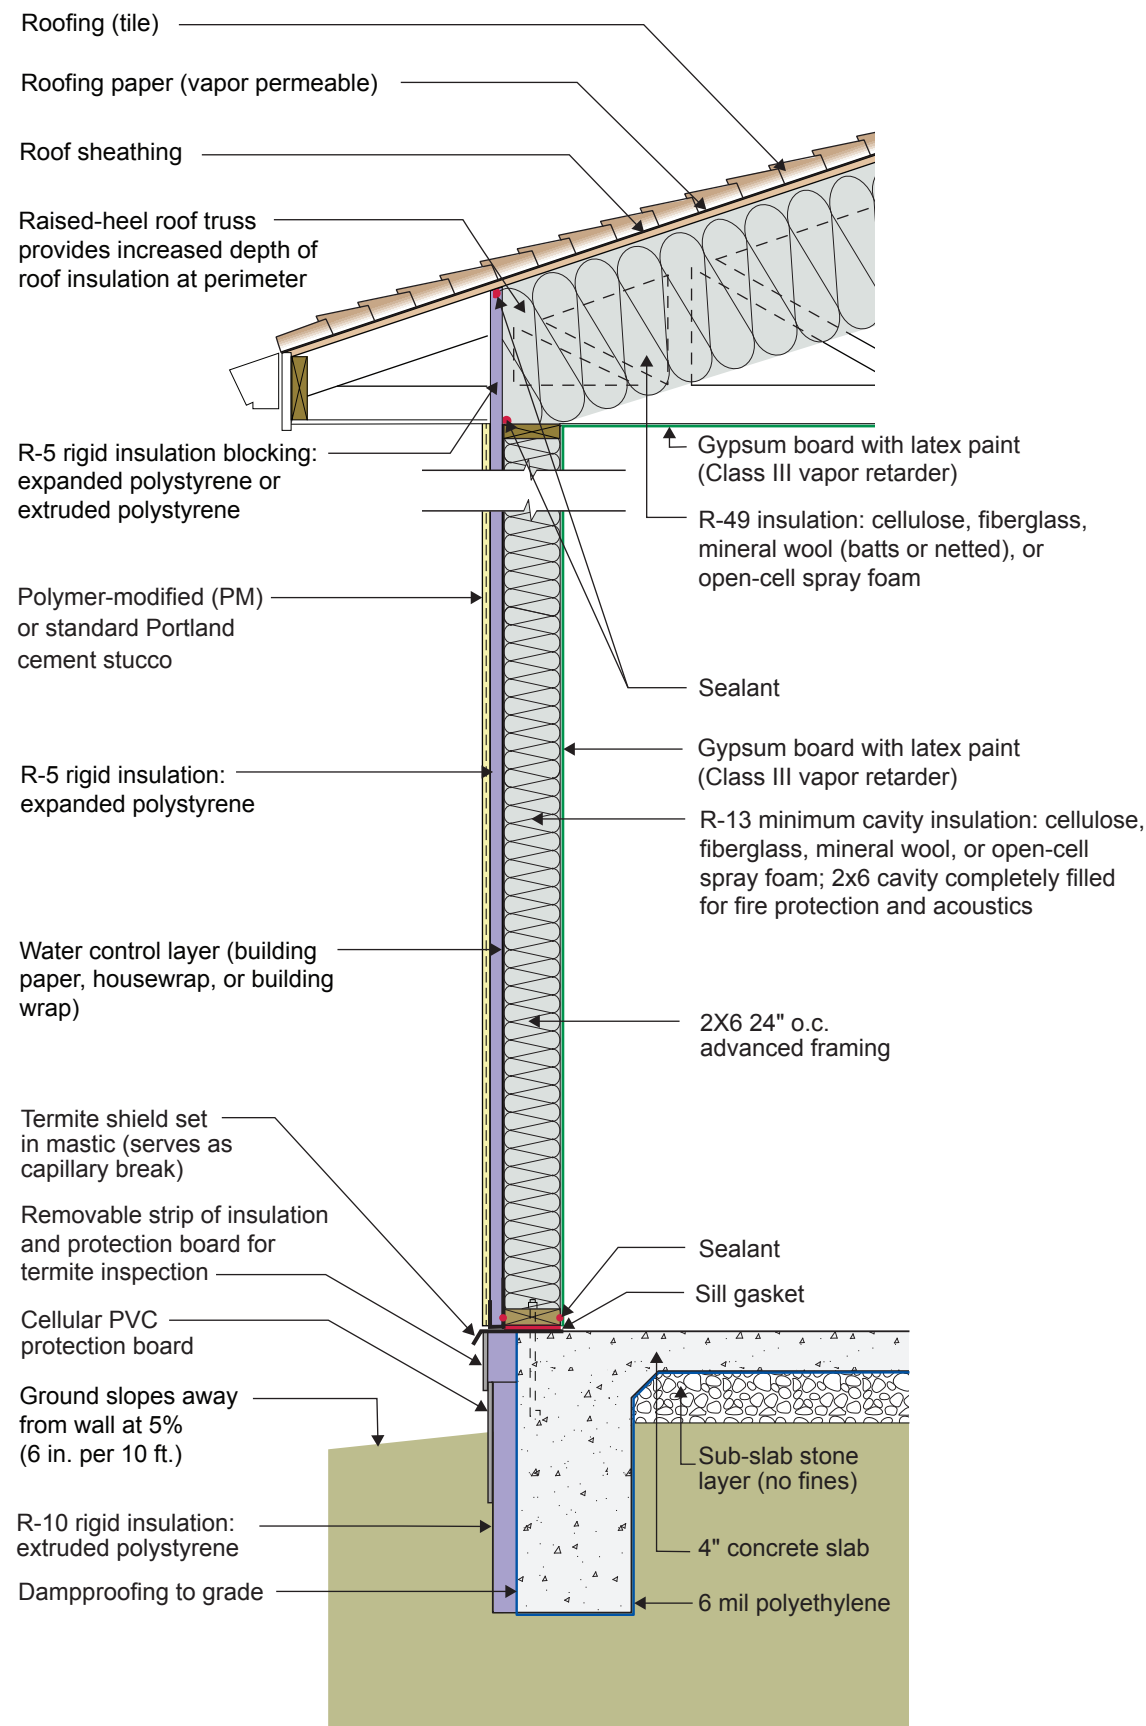 Roofing (tile)
Roofing paper (vapor permeable)
Roof sheathing
Raised-heel roof truss
provides increased depth of
roof insulation at perimeter
R-5 rigid insulation blocking:
expanded polystyrene or
extruded polystyrene
Polymer-modified (PM)
or standard Portland
cement stucco
R-5 rigid insulation:
expanded polystyrene
Water control layer (building
paper, housewrap, or building
wrap)
Termite shield set
in mastic (serves as
capillary break)
Removable strip of insulation
and protection board for
termite inspection
Cellular PVC
protection board
Ground slopes away
from wall at 5%
(6 in. per 10 ft.)
R-10 rigid insulation:
extruded polystyrene
Dampproofing to grade
Gypsum board with latex paint
(Class III vapor retarder)
R-49 insulation: cellulose, fiberglass,
mineral wool (batts or netted), or
open-cell spray foam
Sealant
Gypsum board with latex paint
(Class III vapor retarder)
R-13 minimum cavity insulation: cellulose,
fiberglass, mineral wool, or open-cell
spray foam; 2x6 cavity completely filled
for fire protection and acoustics
2X6 24" o.c.
advanced framing
Sealant
Sill gasket
Sub-slab stone
layer (no fines)
4" concrete slab
6 mil polyethylene